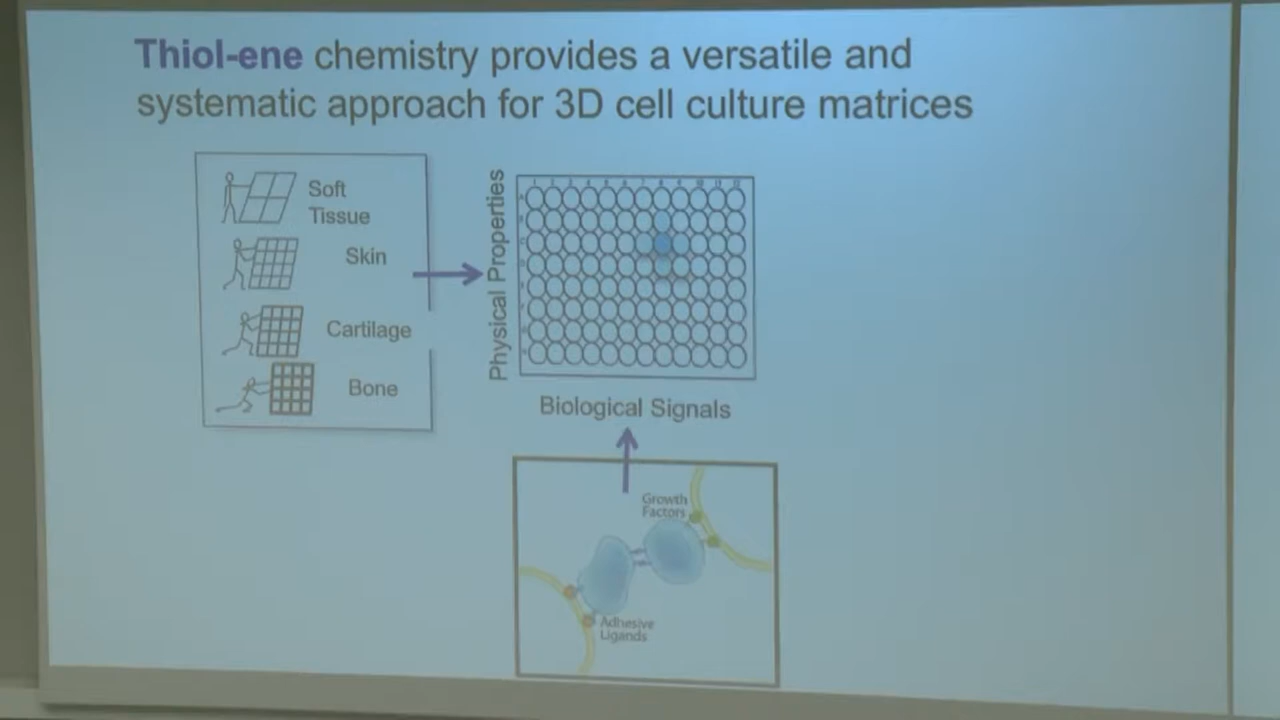 Thiol-ene chemistry provides a versatile and
systematic approach for 3D cell culture matrices
Soft
Tissue
Skin
Cartilage
Bone
Physical Properties
Biological Signals
Growth
Factors
Adhesive
Ligands